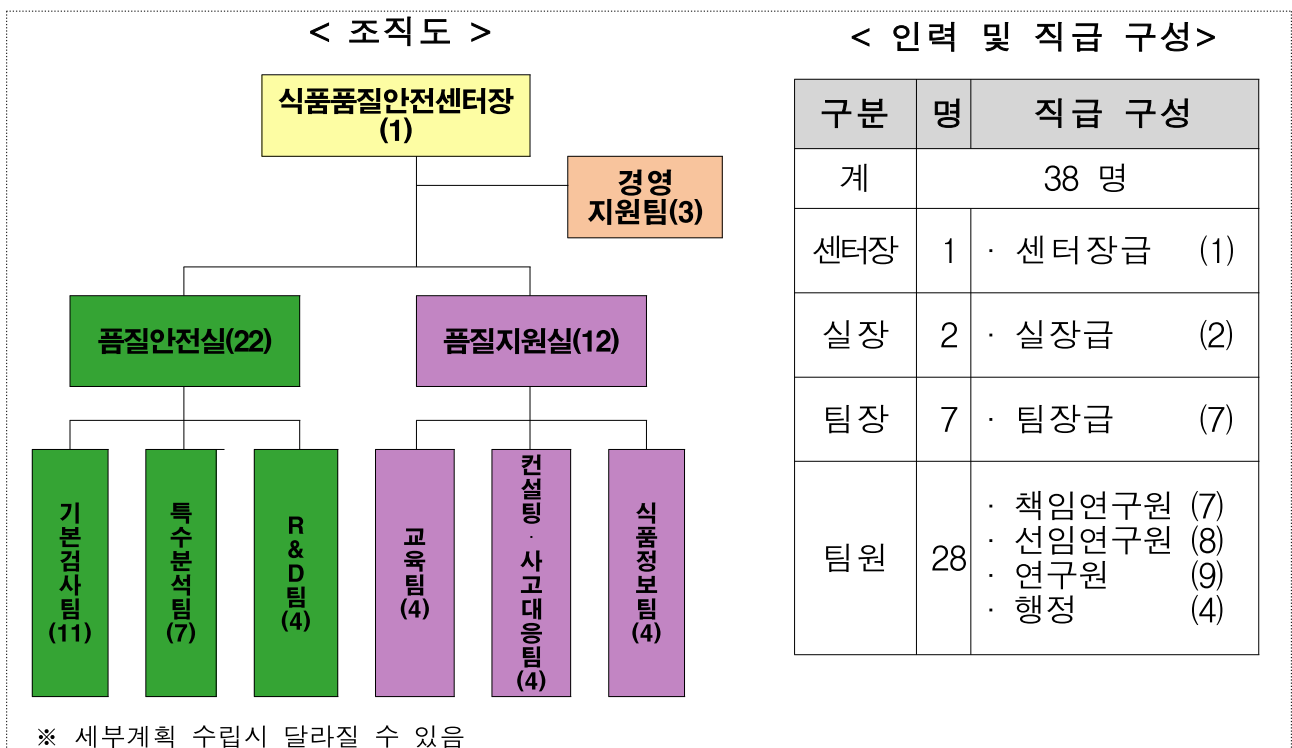 < 조직도 >
식품품질안전센터장
(1)
경영
지원팀(3)
품질안전실(22)
품질지원실(12)
기본검사팀
(11)
특수분석팀
(7)
R&D팀
(4)
교육팀
(4)
컨설팅·사고대응팀
(4)
식품정보팀
(4)
※ 세부계획 수립시 달라질 수 있음
< 인력 및 직급 구성>
구분 명 직급 구성
계 38 명
센터장 1 · 센터장급 (1)
실장 2 · 실장급 (2)
팀장 7 · 팀장급 (7)
팀원 28
· 책임연구원 (7)
· 선임연구원 (8)
· 연구원 (9)
· 행정 (4)